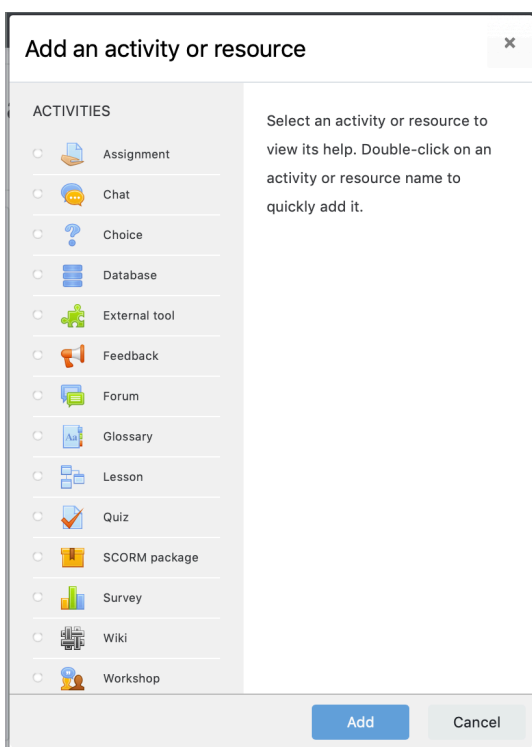 Add an activity or resource
×
ACTIVITIES
Assignment
Chat
Choice
Database
External tool
Feedback
Forum
Glossary
Lesson
Quiz
SCORM package
Survey
Wiki
Workshop
Select an activity or resource to
view its help. Double-click on an
activity or resource name to
quickly add it.
Add
Cancel